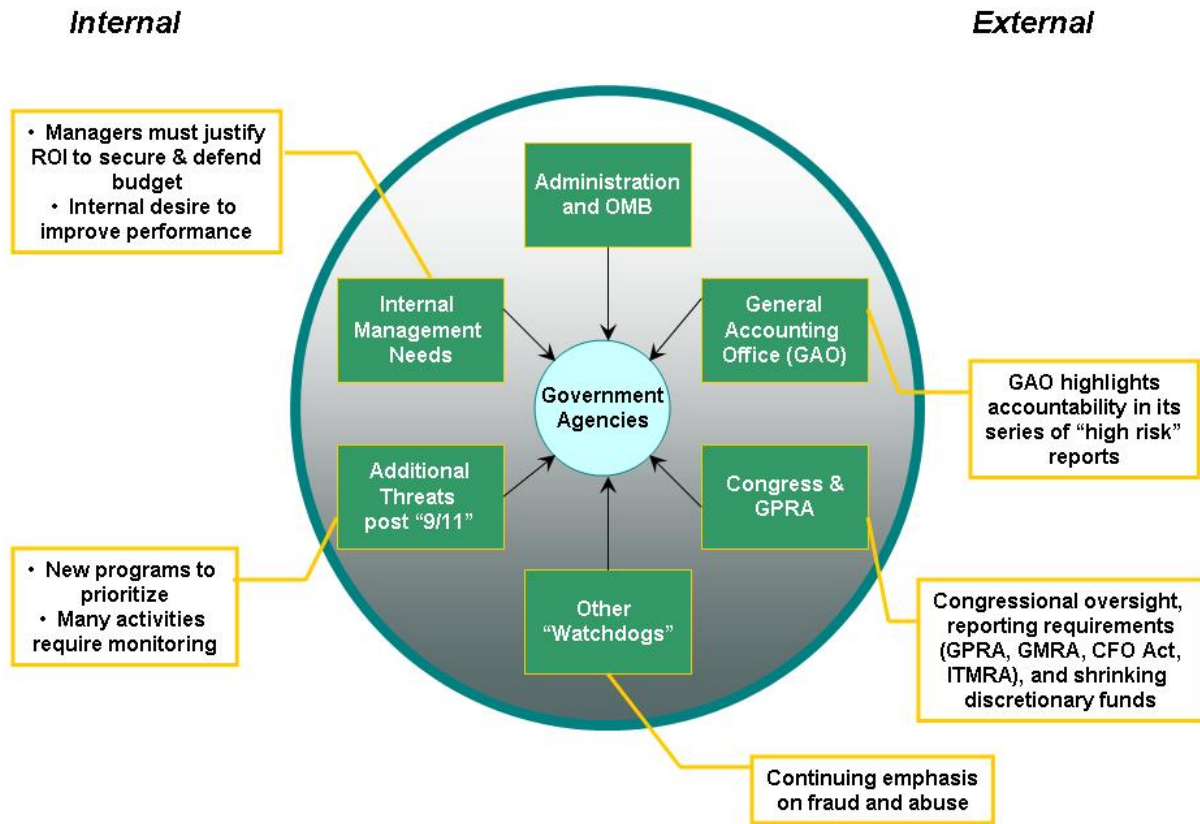 Internal
External
• Managers must justify
ROI to secure & defend
budget
• Internal desire to
improve performance
Administration
and OMB
Internal
Management
Needs
General
Accounting
Office (GAO)
Government
Agencies
GAO highlights
accountability in its
series of “high risk”
reports
Additional
Threats
post “9/11”
Congress &
GPRA
• New programs to
prioritize
• Many activities
require monitoring
Other
“Watchdogs”
Congressional oversight,
reporting requirements
(GPRA, GMRA, CFO Act,
ITMRA), and shrinking
discretionary funds
Continuing emphasis
on fraud and abuse